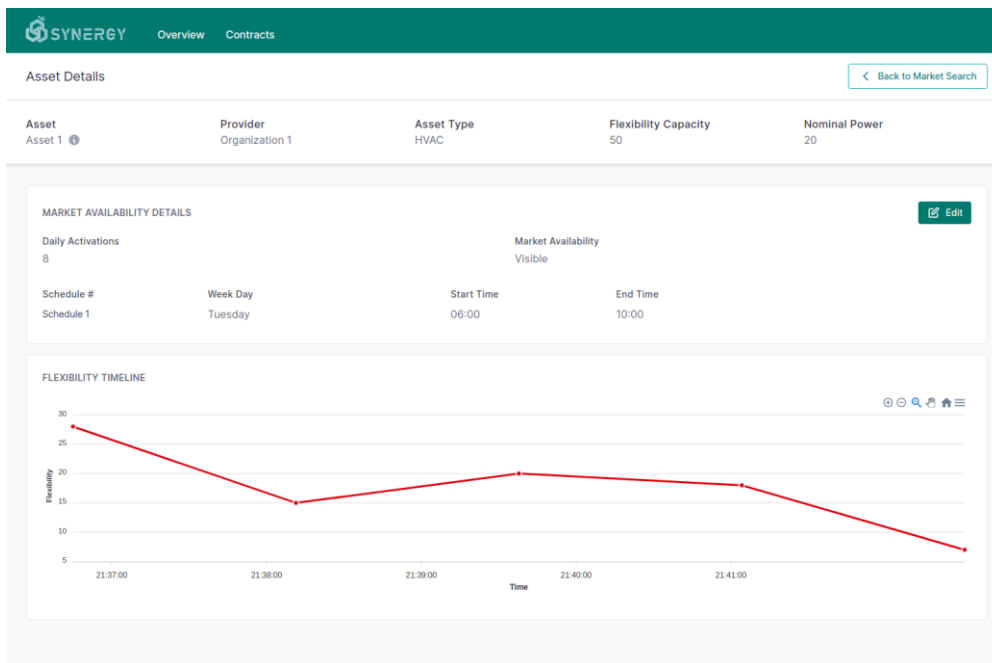 SYNERGY Overview Contracts
Asset Details Back to Market Search
Asset Provider Asset Type Flexibility Capacity Nominal Power
Asset 1 Organization 1 HVAC 50 20
MARKET AVAILABILITY DETAILS Edit
Daily Activations Market Availability
8 Visible
Schedule # Week Day Start Time End Time
Schedule 1 Tuesday 06:00 10:00
FLEXIBILITY TIMELINE
30
25
20
15
10
5
Flexibility
21:37:00 21:38:00 21:39:00 21:40:00 21:41:00
Time